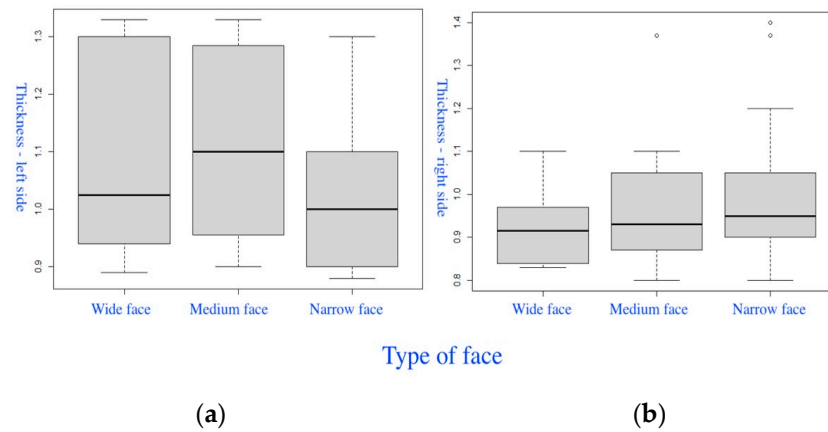 Thickness - left side
1.3
1.2
1.1
1.0
0.9
Wide face Medium face Narrow face
Thickness - right side
1.4
1.3
1.2
1.1
1.0
0.9
0.8
Wide face Medium face Narrow face
Type of face
(a) (b)